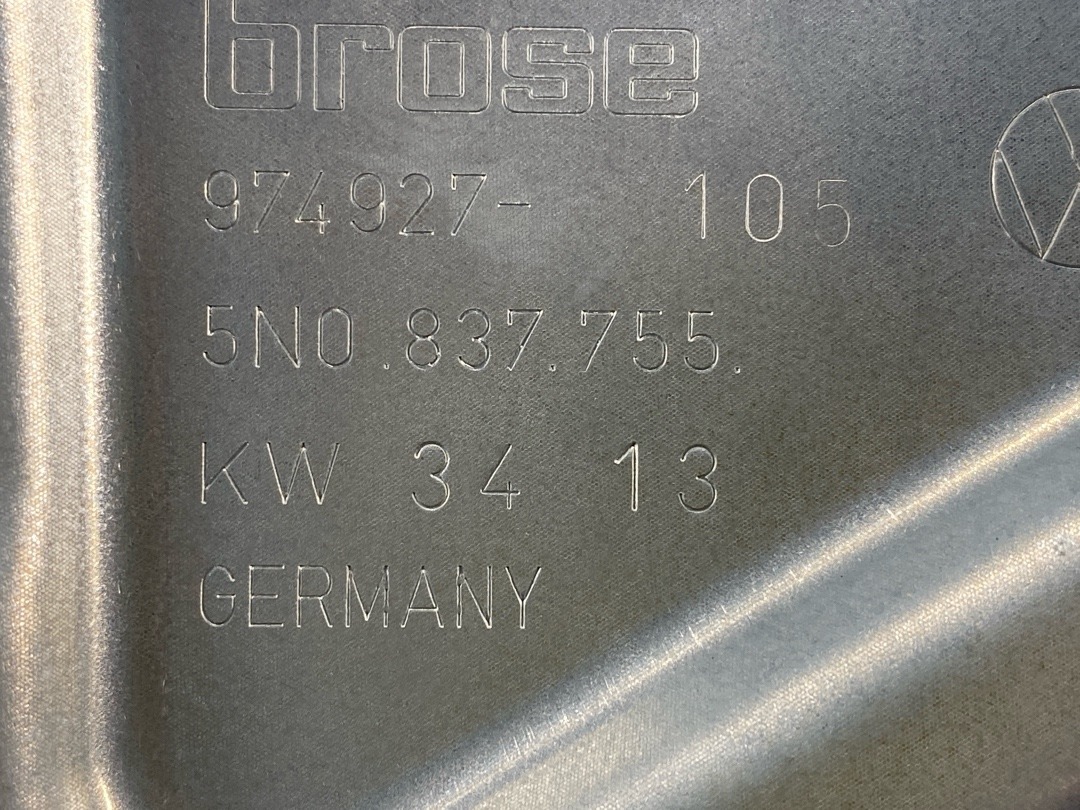 brose
974927- 105
5N0.837.755.
KW 34 13
GERMANY